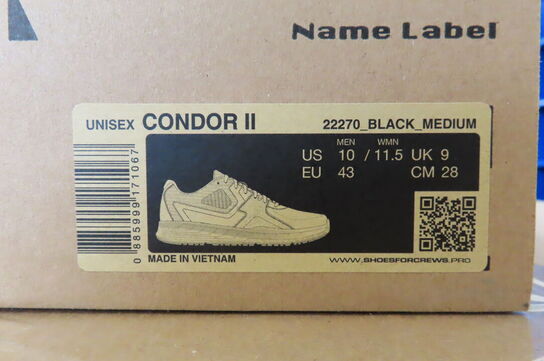 Name Label
UNISEX CONDOR II 22270_BLACK_MEDIUM
MEN WMN
US 10 / 11.5 UK 9
EU 43 CM 28
0 885999 171067
MADE IN VIETNAM WWW.SHOESFORCREWS.PRO